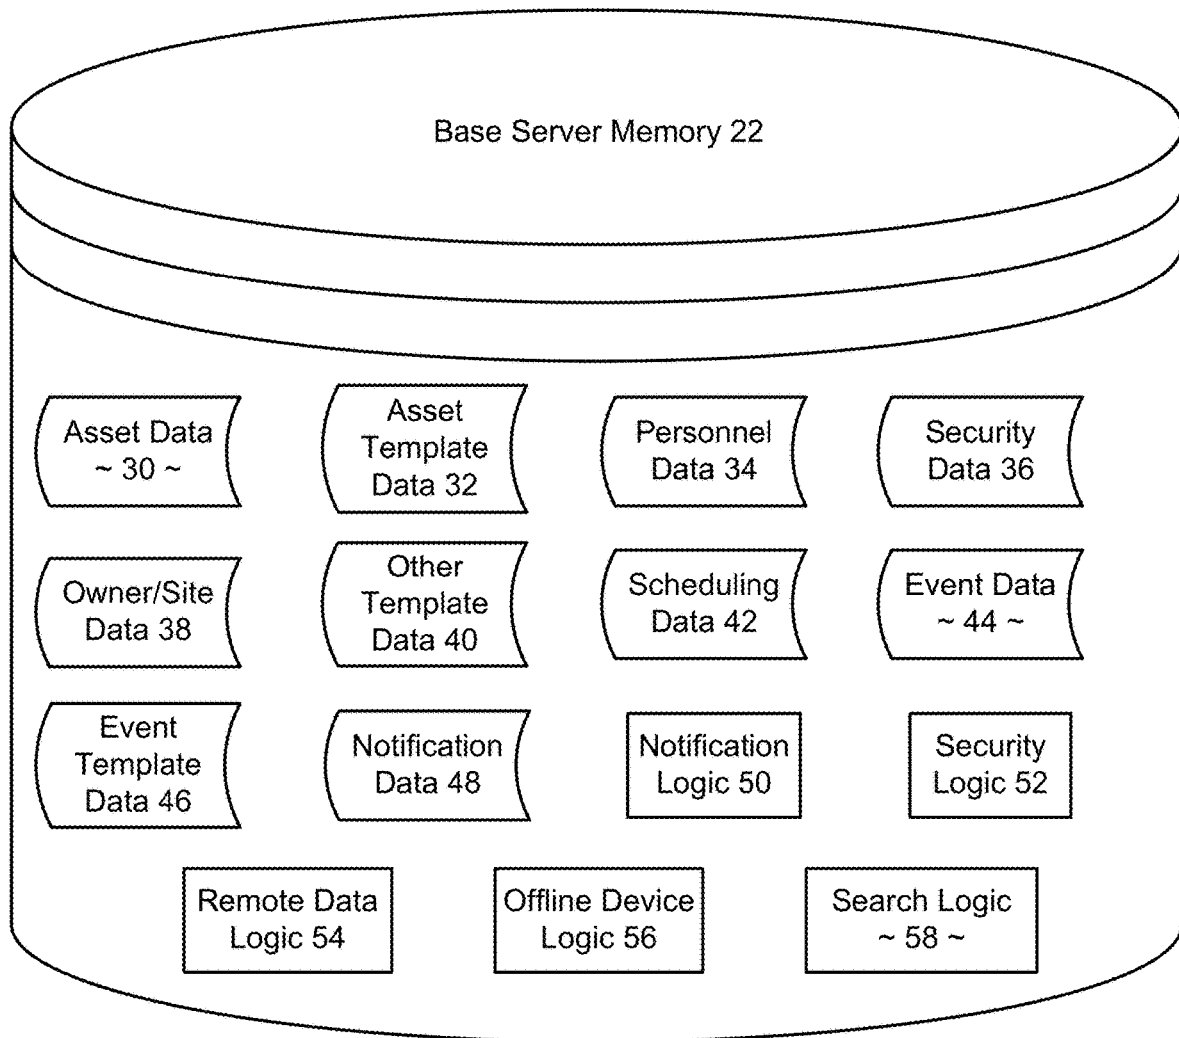 Base Server Memory 22
Asset Data
~ 30 ~
Asset
Template
Data 32
Personnel
Data 34
Security
Data 36
Owner/Site
Data 38
Other
Template
Data 40
Scheduling
Data 42
Event Data
~ 44 ~
Event
Template
Data 46
Notification
Data 48
Notification
Logic 50
Security
Logic 52
Remote Data
Logic 54
Offline Device
Logic 56
Search Logic
~ 58 ~